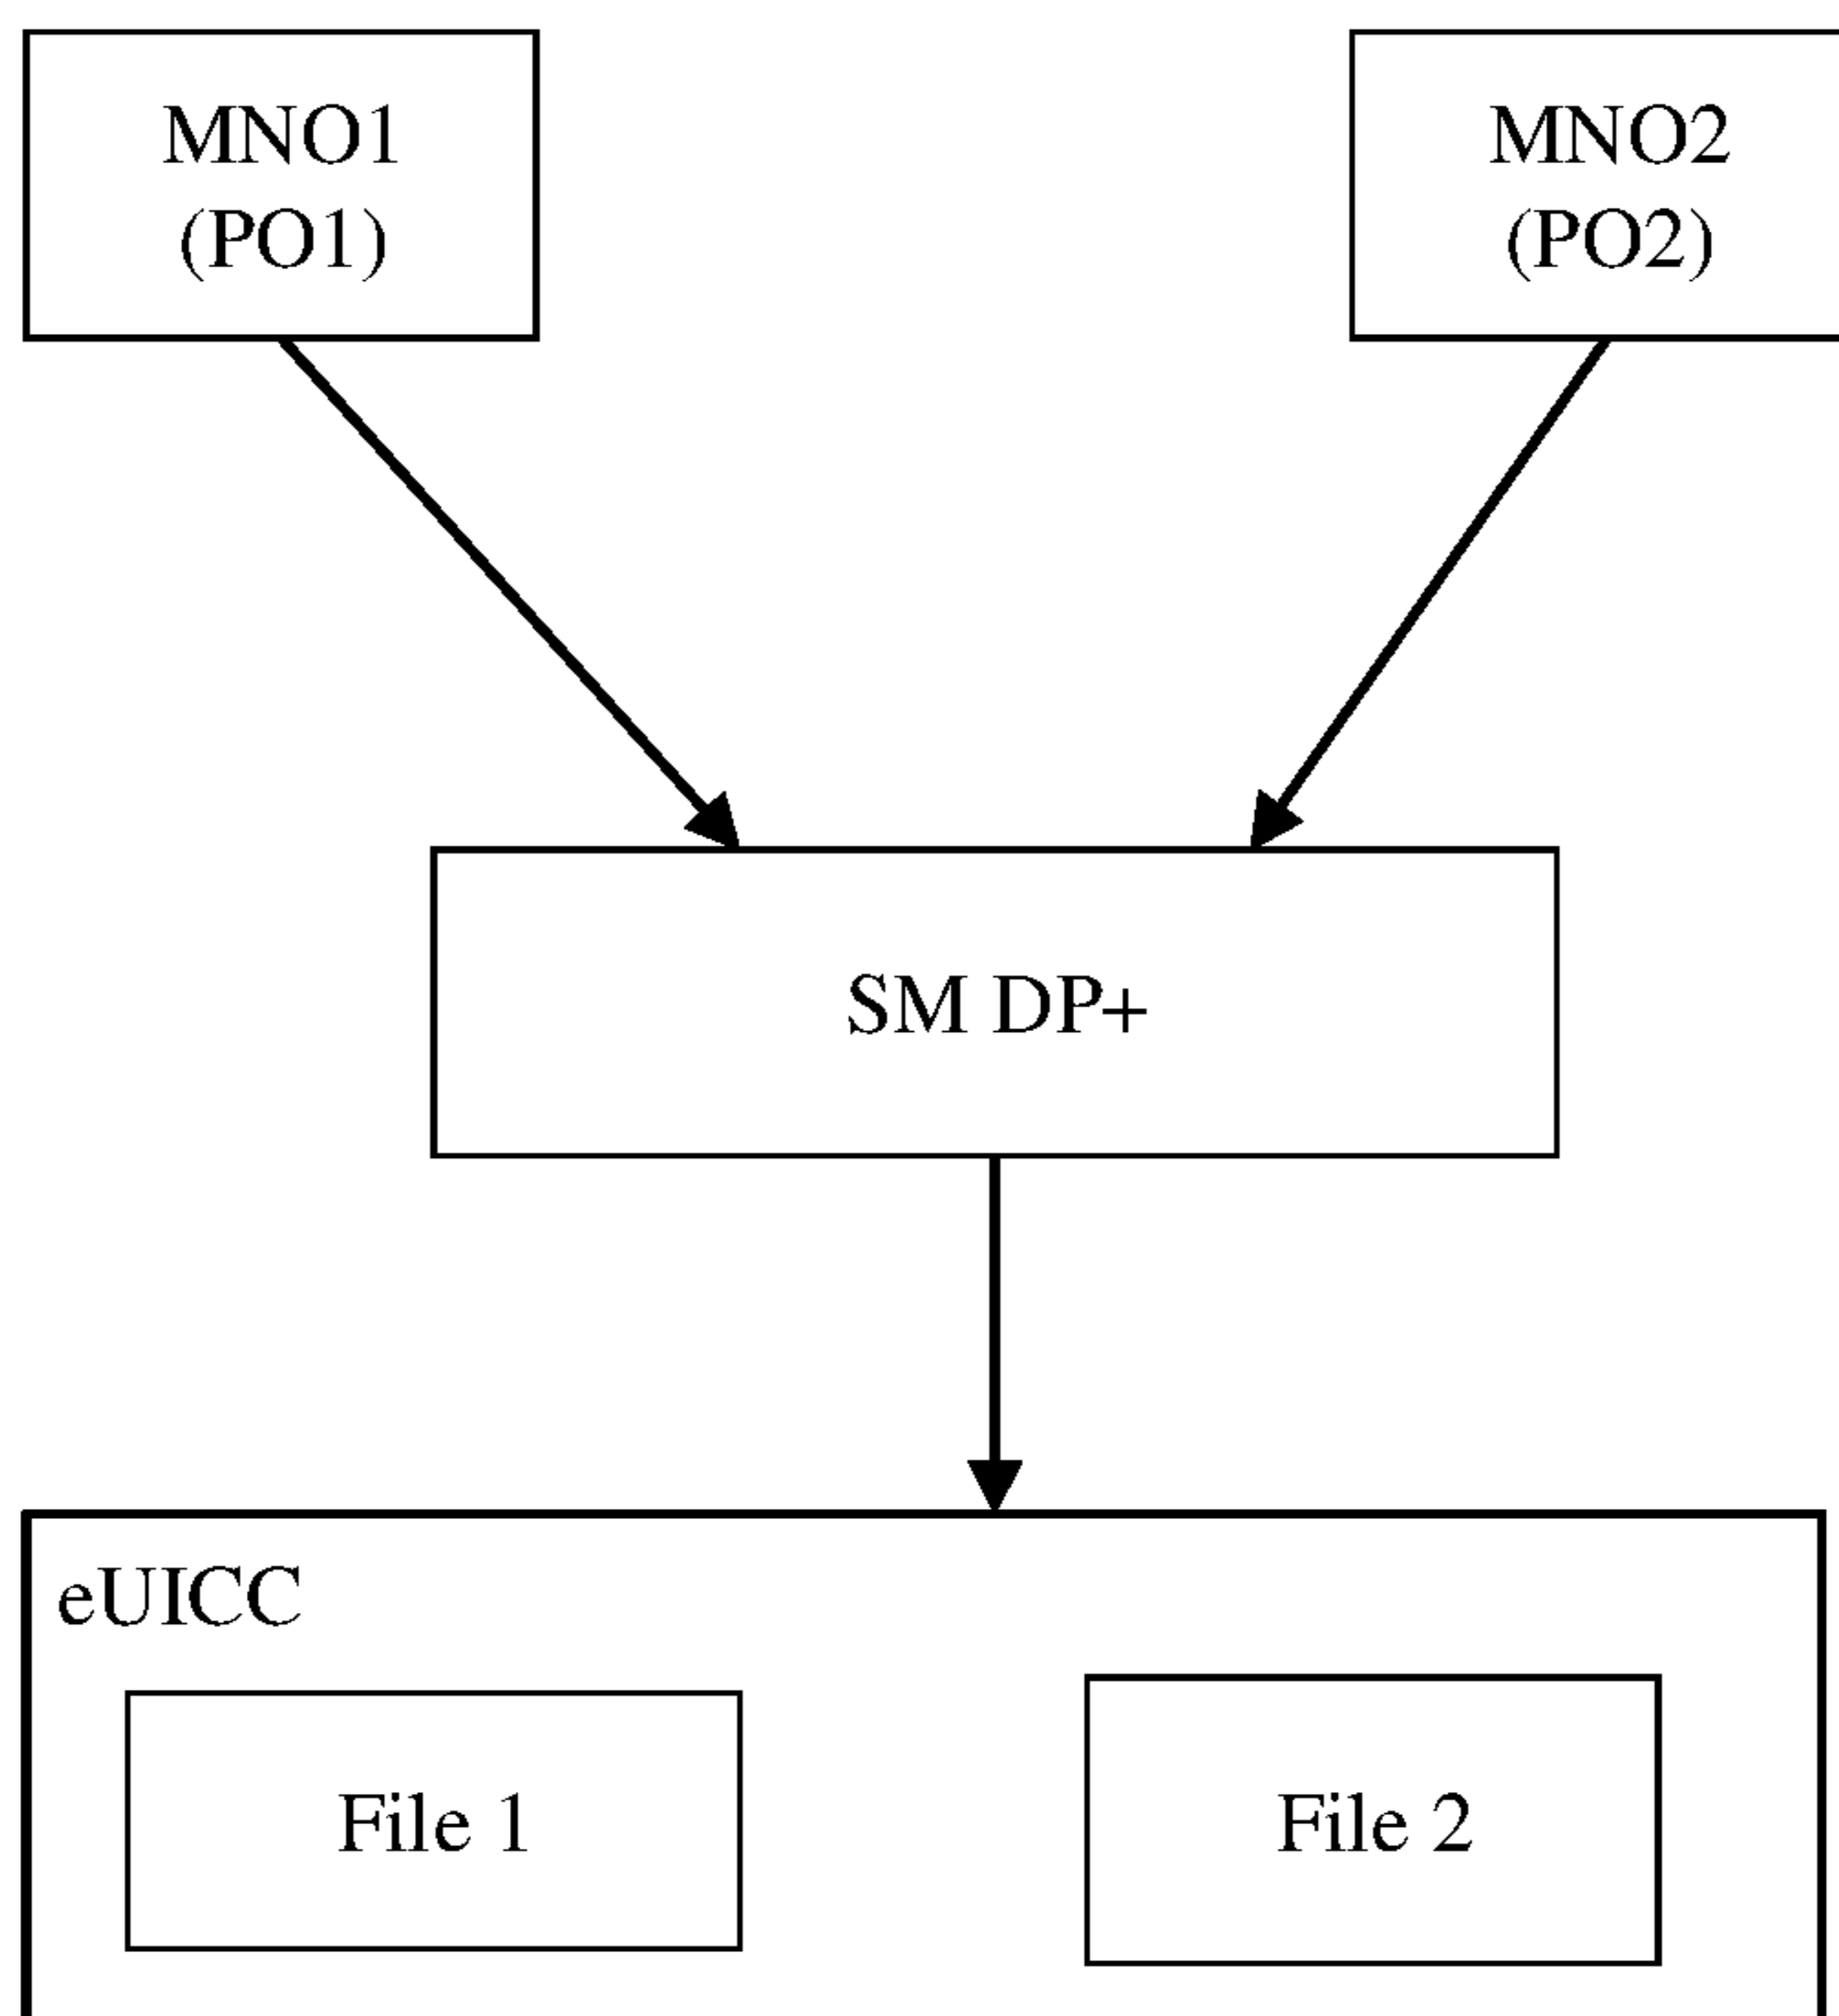 MNO1
(PO1)
MNO2
(PO2)
SM DP+
eUICC
File 1
File 2